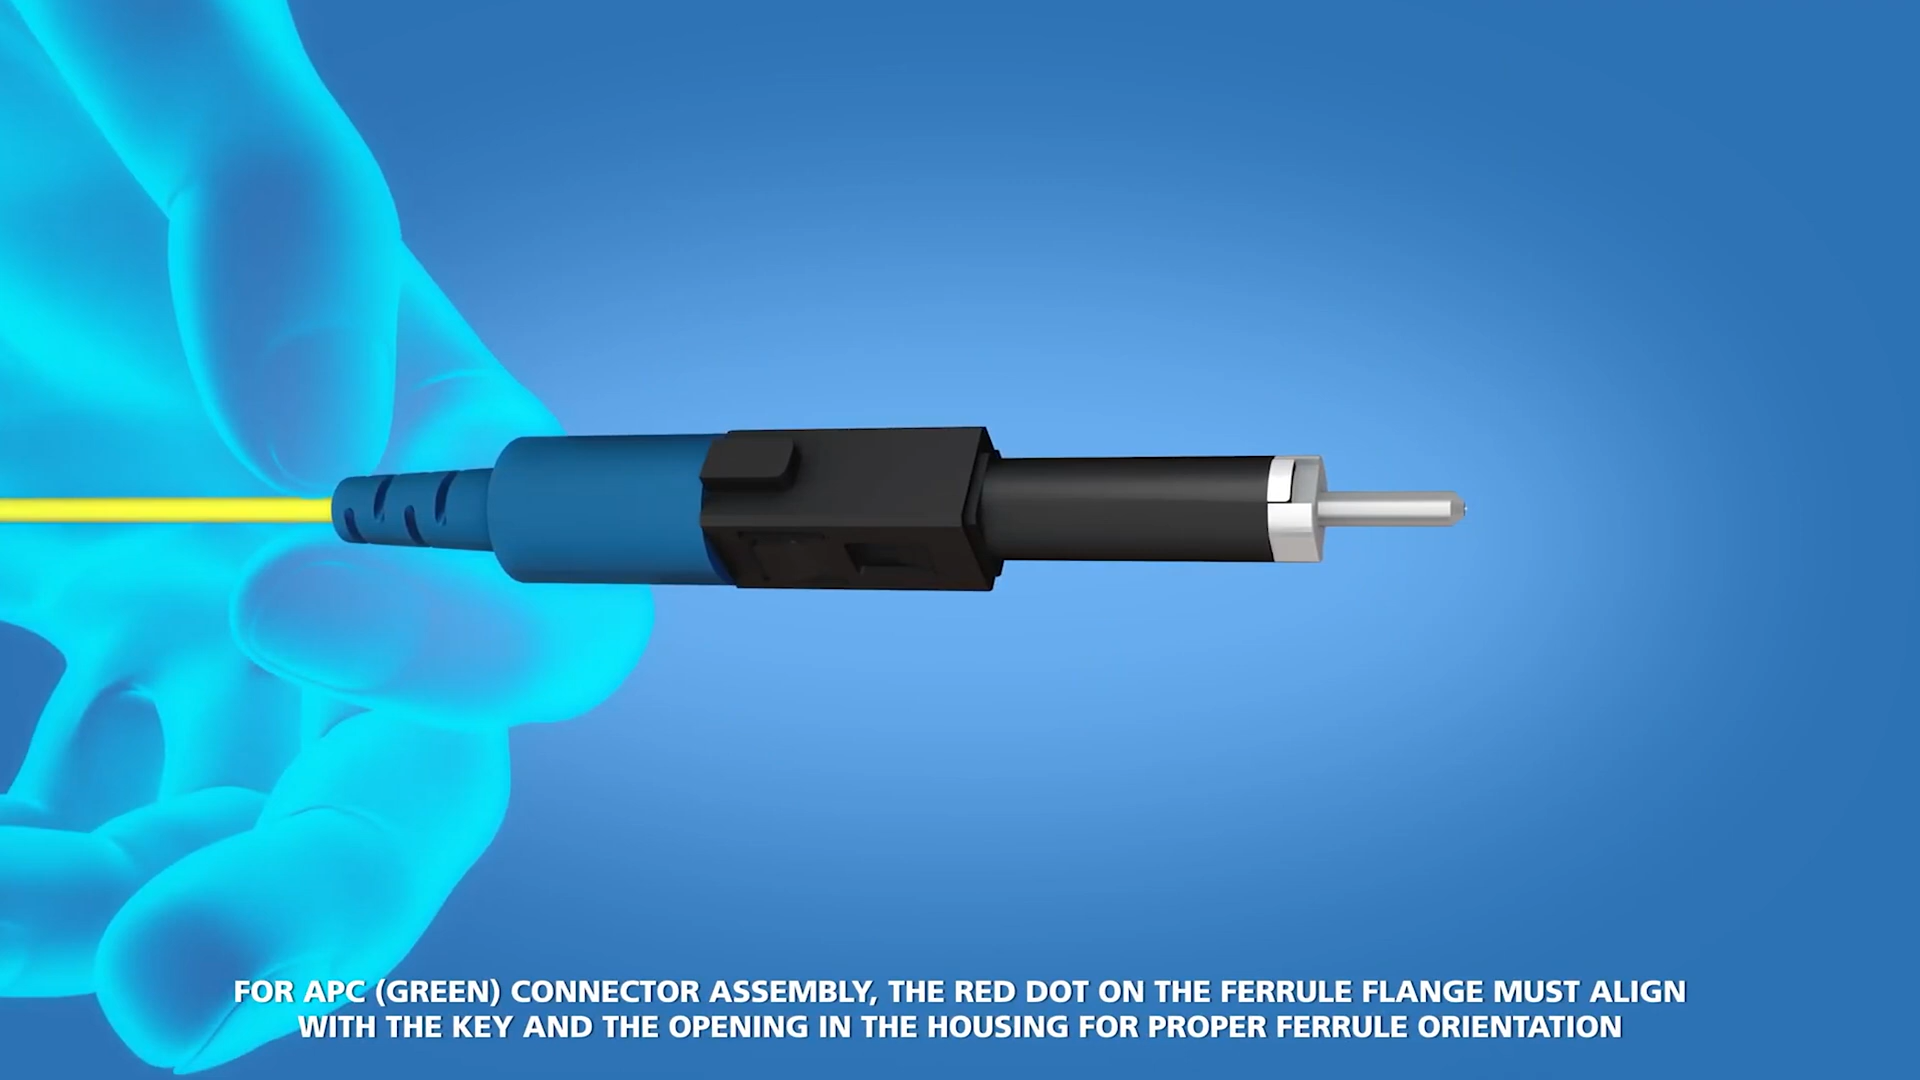 FOR APC (GREEN) CONNECTOR ASSEMBLY, THE RED DOT ON THE FERRULE FLANGE MUST ALIGN
WITH THE KEY AND THE OPENING IN THE HOUSING FOR PROPER FERRULE ORIENTATION